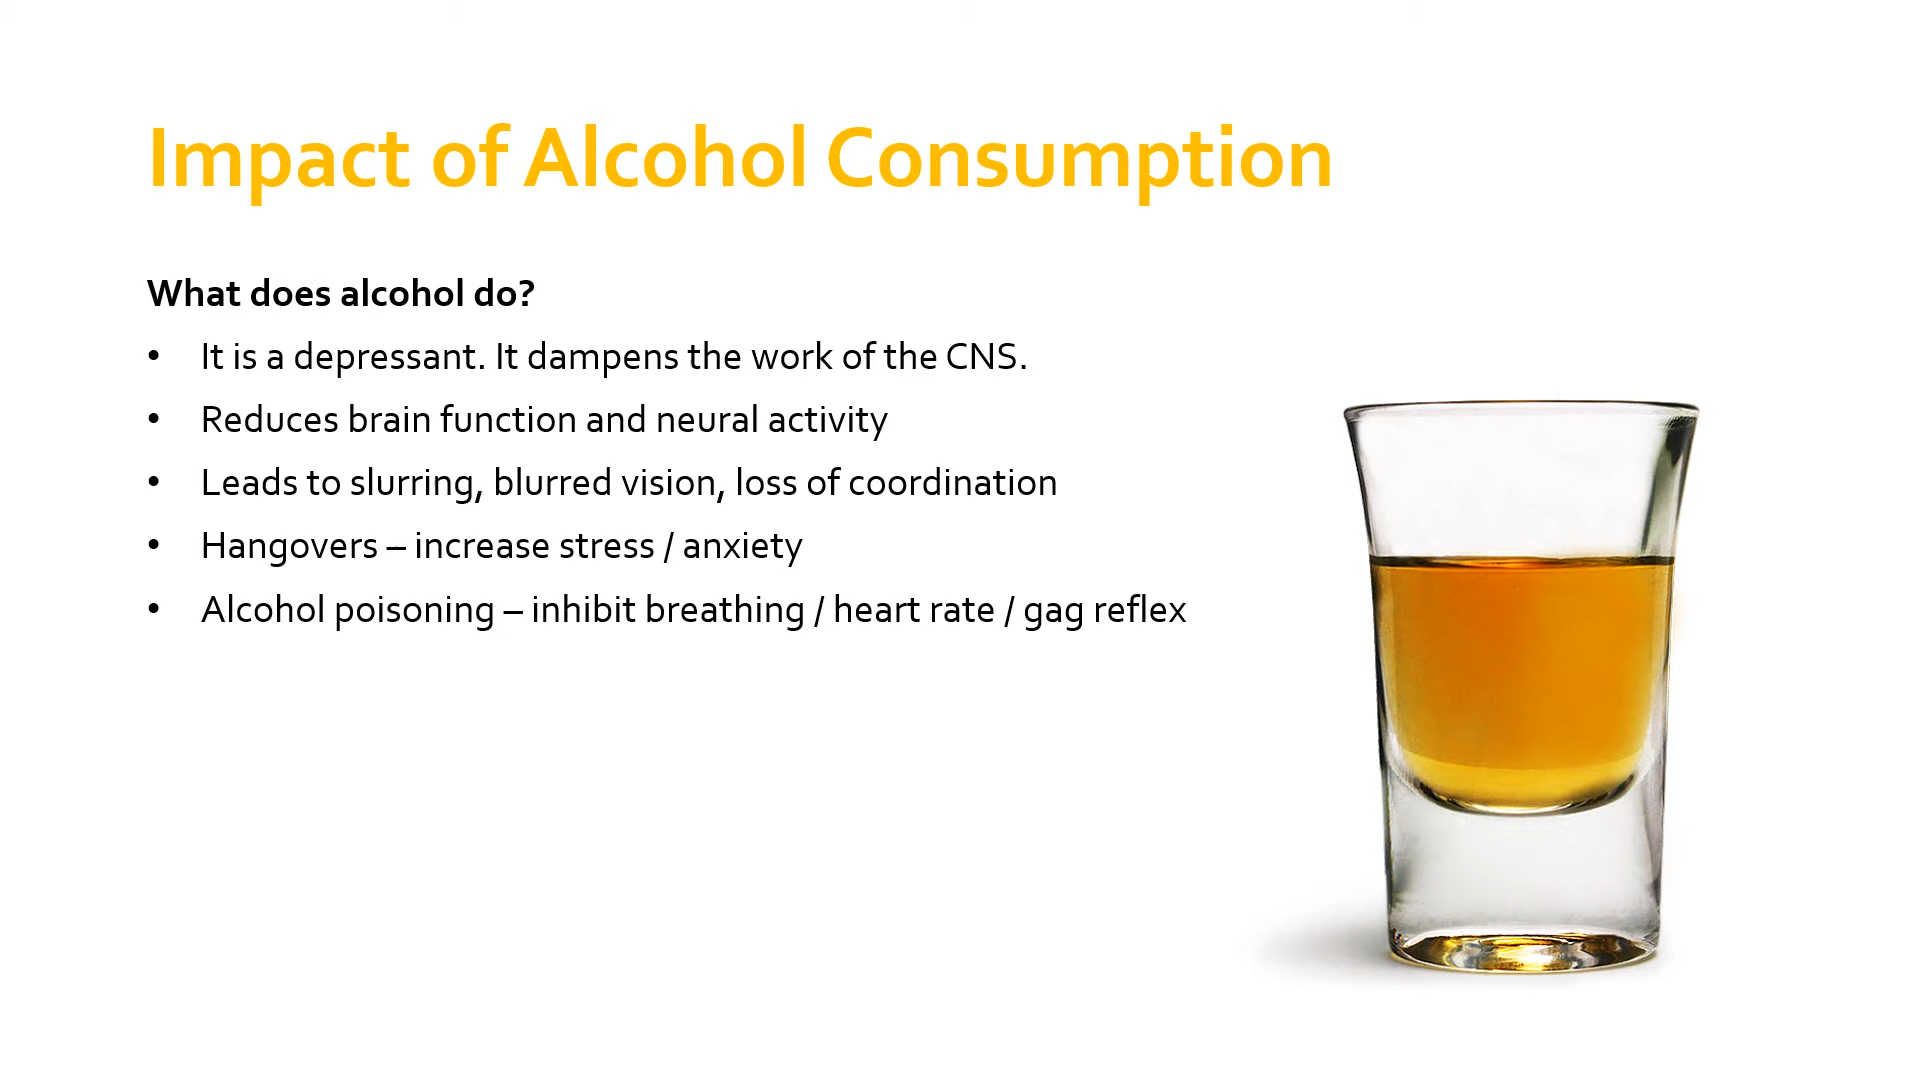 Impact of Alcohol Consumption
What does alcohol do?
• It is a depressant. It dampens the work of the CNS.
• Reduces brain function and neural activity
• Leads to slurring, blurred vision, loss of coordination
• Hangovers – increase stress / anxiety
• Alcohol poisoning – inhibit breathing / heart rate / gag reflex